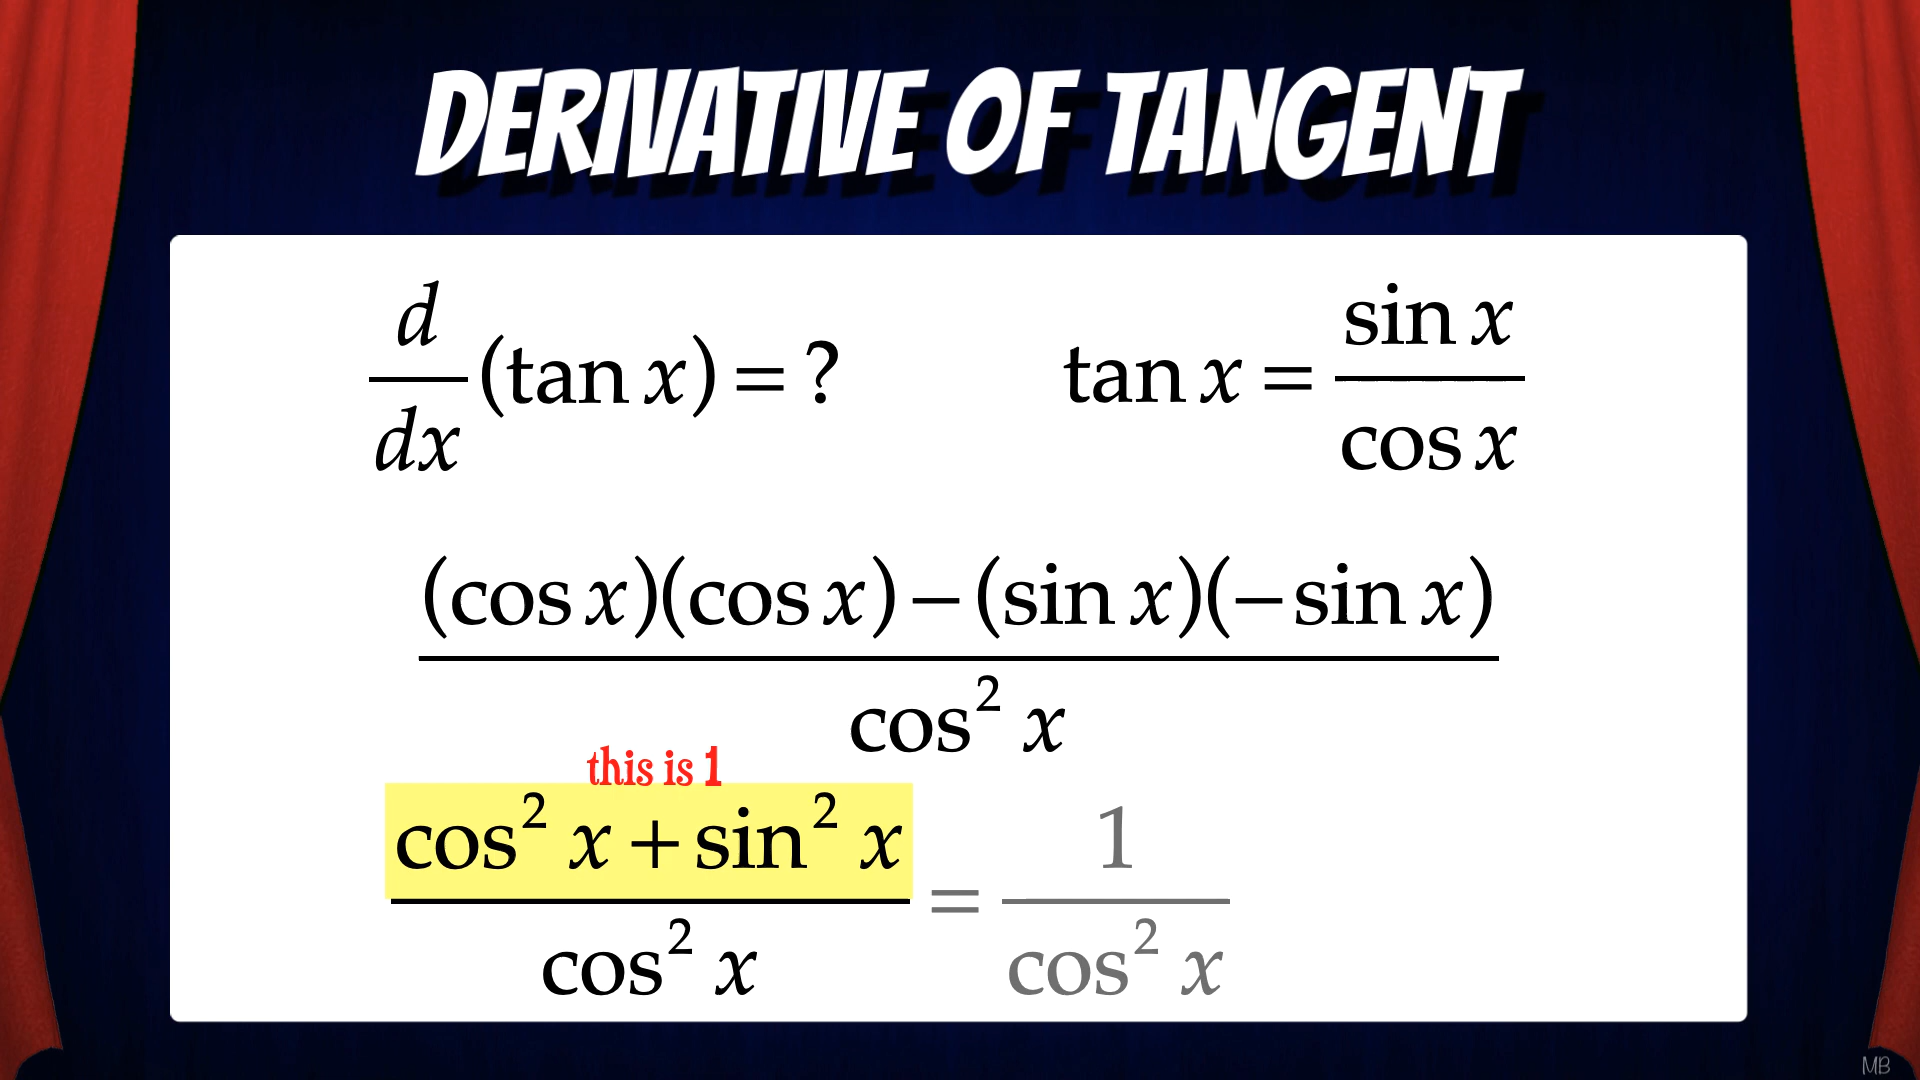 DERIVATIVE OF TANGENT
d/dx (tan x) = ?
tan x = sin x / cos x
(cos x)(cos x) – (sin x)(–sin x) / cos² x
this is 1
cos² x + sin² x / cos² x = 1 / cos² x
MB